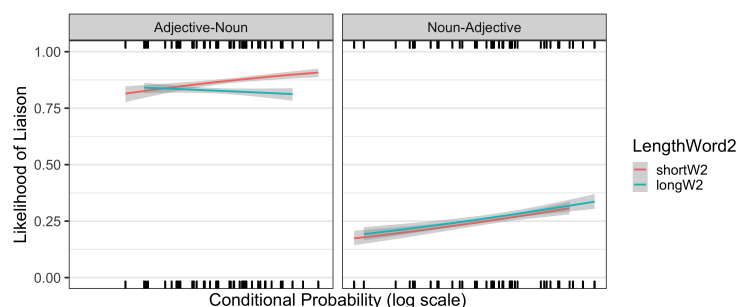 Adjective-Noun
Noun-Adjective
1.00
0.75
0.50
0.25
0.00
Likelihood of Liaison
Conditional Probability (log scale)
LengthWord2
shortW2
longW2